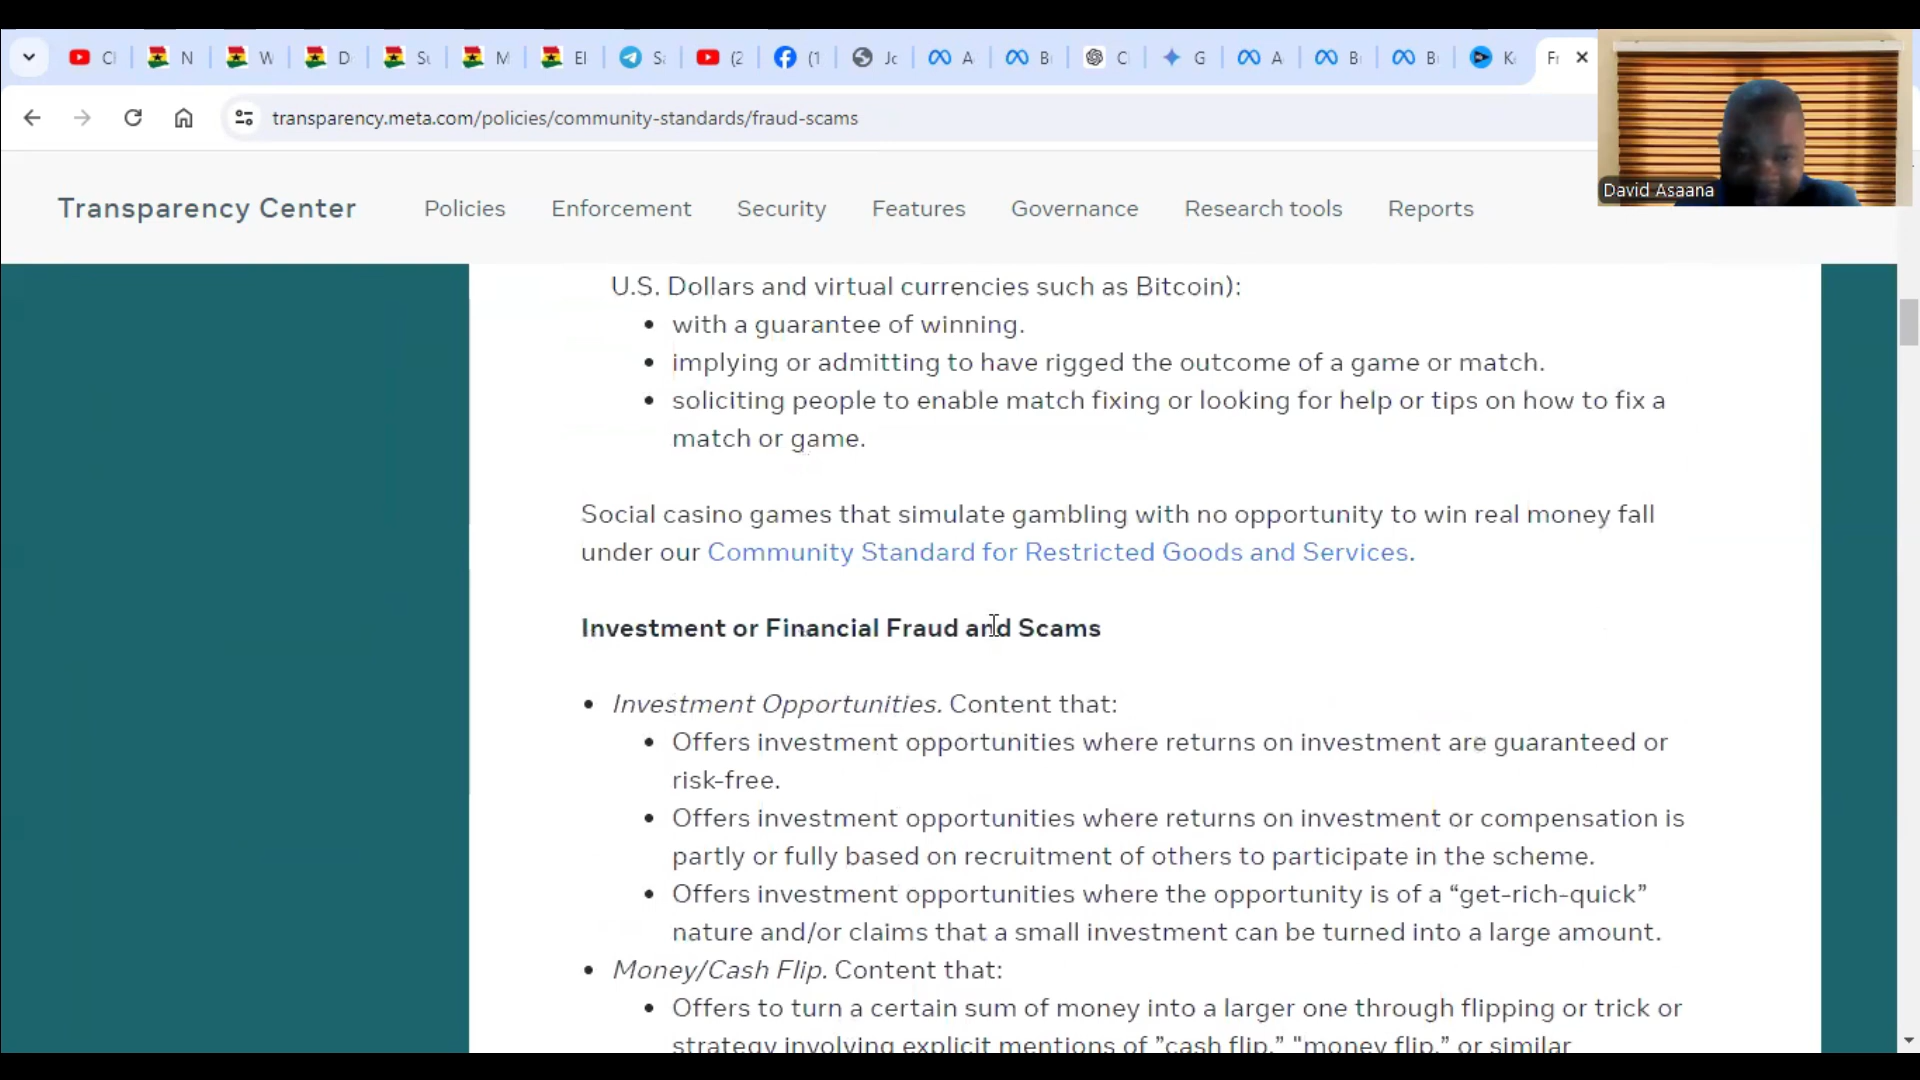 C
N
W
D
Su
M
El
Sa
(2
(1
Jc
A
B
C
G
A
B
B
K
Fr
transparency.meta.com/policies/community-standards/fraud-scams
David Asaana
Transparency Center
Policies
Enforcement
Security
Features
Governance
Research tools
Reports
U.S. Dollars and virtual currencies such as Bitcoin):
• with a guarantee of winning.
• implying or admitting to have rigged the outcome of a game or match.
• soliciting people to enable match fixing or looking for help or tips on how to fix a
match or game.
Social casino games that simulate gambling with no opportunity to win real money fall
under our Community Standard for Restricted Goods and Services.
Investment or Financial Fraud and Scams
• Investment Opportunities. Content that:
• Offers investment opportunities where returns on investment are guaranteed or
risk-free.
• Offers investment opportunities where returns on investment or compensation is
partly or fully based on recruitment of others to participate in the scheme.
• Offers investment opportunities where the opportunity is of a “get-rich-quick”
nature and/or claims that a small investment can be turned into a large amount.
• Money/Cash Flip. Content that:
• Offers to turn a certain sum of money into a larger one through flipping or trick or
strategy involving explicit mentions of ”cash flip,” "money flip,” or similar